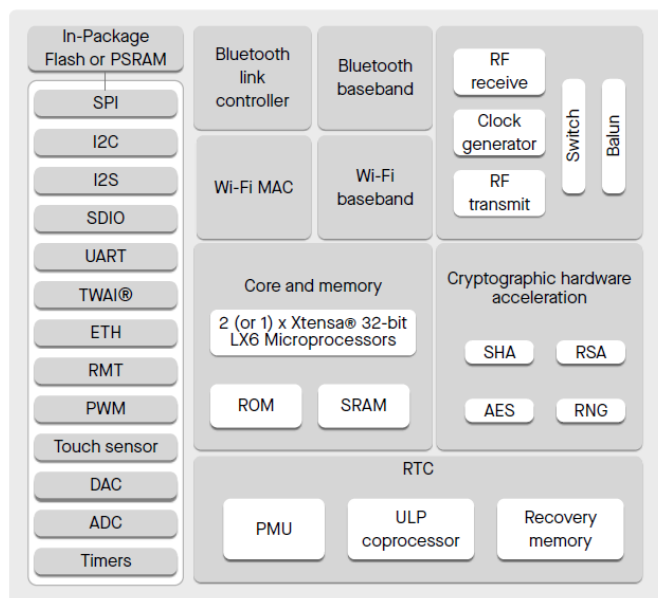 In-Package
Flash or PSRAM
SPI
I2C
I2S
SDIO
UART
TWAI®
ETH
RMT
PWM
Touch sensor
DAC
ADC
Timers
Bluetooth
link
controller
Bluetooth
baseband
Wi-Fi MAC
Wi-Fi
baseband
RF
receive
Clock
generator
RF
transmit
Switch
Balun
Core and memory
2 (or 1) x Xtensa® 32-bit
LX6 Microprocessors
ROM
SRAM
Cryptographic hardware
acceleration
SHA
RSA
AES
RNG
RTC
PMU
ULP
coprocessor
Recovery
memory